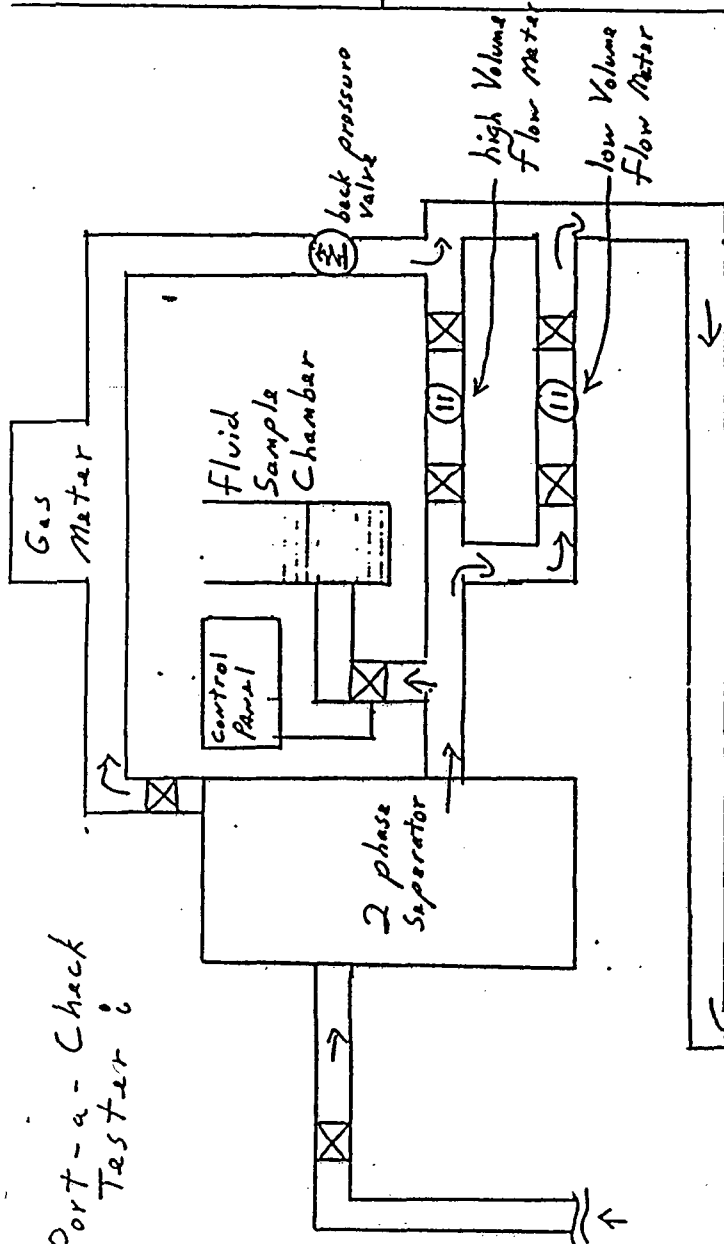 Port-a-Check
Tester:
Gas
Meter
back pressure
valve
high Volume
Flow Meter
low Volume
Flow Meter
Fluid
Sample
Chamber
control
Panel
2 phase
Separator